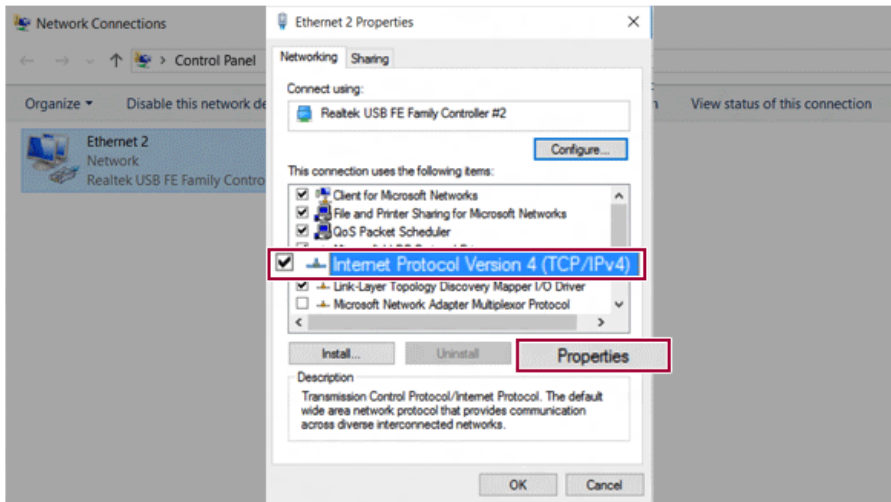 Network Connections
Control Panel
Organize
Disable this network de
View status of this connection
Ethernet 2
Network
Realtek USB FE Family Contro
Ethernet 2 Properties
Networking
Sharing
Connect using:
Realtek USB FE Family Controller #2
Configure...
This connection uses the following items:
Client for Microsoft Networks
File and Printer Sharing for Microsoft Networks
QoS Packet Scheduler
Internet Protocol Version 4 (TCP/IPv4)
Link-Layer Topology Discovery Mapper I/O Driver
Microsoft Network Adapter Multiplexor Protocol
Install...
Uninstall
Properties
Description
Transmission Control Protocol/Internet Protocol. The default
wide area network protocol that provides communication
across diverse interconnected networks.
OK
Cancel